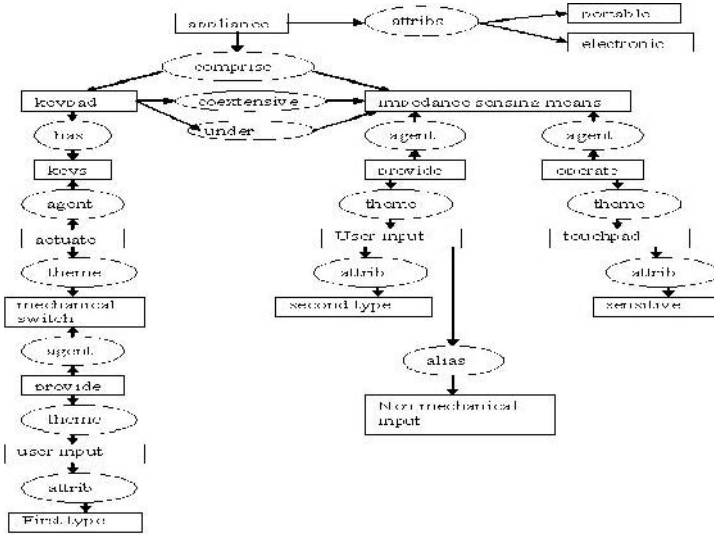 appliance
attribs
portable
electronic
comprise
keypad
coextensive
impedance sensing means
under
has
agent
agent
keys
provide
operate
agent
theme
theme
actuate
User input
touchpad
theme
attrib
attrib
mechanical
switch
second type
sensitive
agent
alias
provide
theme
Non mechanical
input
user input
attrib
First type